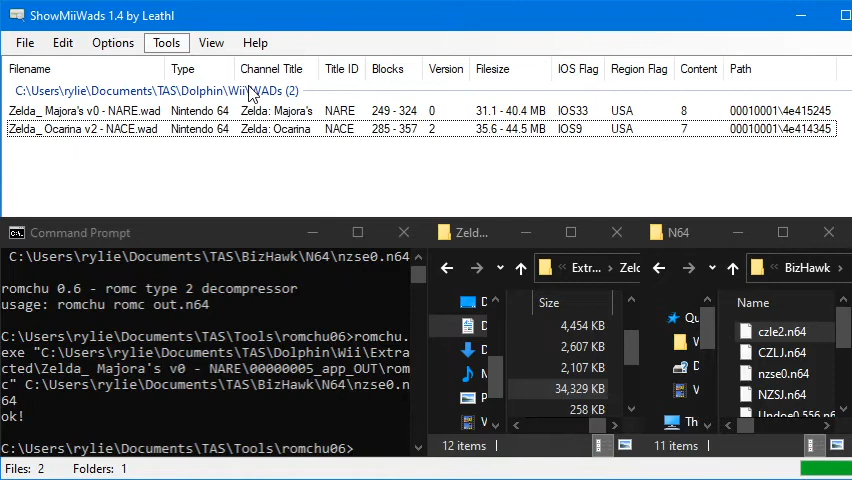 ShowMiiWads 1.4 by Leathl
File Edit Options Tools View Help
Filename Type Channel Title Title ID Blocks Version Filesize IOS Flag Region Flag Content Path
C:\Users\rylie\Documents\TAS\Dolphin\Wii\WADs (2)
Zelda_ Majora's v0 - NARE.wad Nintendo 64 Zelda: Majora's NARE 249 - 324 0 31.1 - 40.4 MB IOS33 USA 8 00010001\4e415245
Zelda_ Ocarina v2 - NACE.wad Nintendo 64 Zelda: Ocarina NACE 285 - 357 2 35.6 - 44.5 MB IOS9 USA 7 00010001\4e414345
Command Prompt
C:\Users\rylie\Documents\TAS\BizHawk\N64\nzse0.n64
romchu 0.6 - romc type 2 decompressor
usage: romchu romc out.n64
C:\Users\rylie\Documents\TAS\Tools\romchu06>romchu.
exe "C:\Users\rylie\Documents\TAS\Dolphin\Wii\Extra
cted\Zelda_ Majora's v0 - NARE\00000005_app_OUT\rom
c" C:\Users\rylie\Documents\TAS\BizHawk\N64\nzse0.n
64
ok!
C:\Users\rylie\Documents\TAS\Tools\romchu06>
Zeld...
Extr... Zelc
Size
4,454 KB
2,607 KB
2,107 KB
34,329 KB
258 KB
12 items
N64
BizHawk
Name
Qu
czle2.n64
CZLJ.n64
nzse0.n64
NZSJ.n64
Th
11 items
Files: 2 Folders: 1